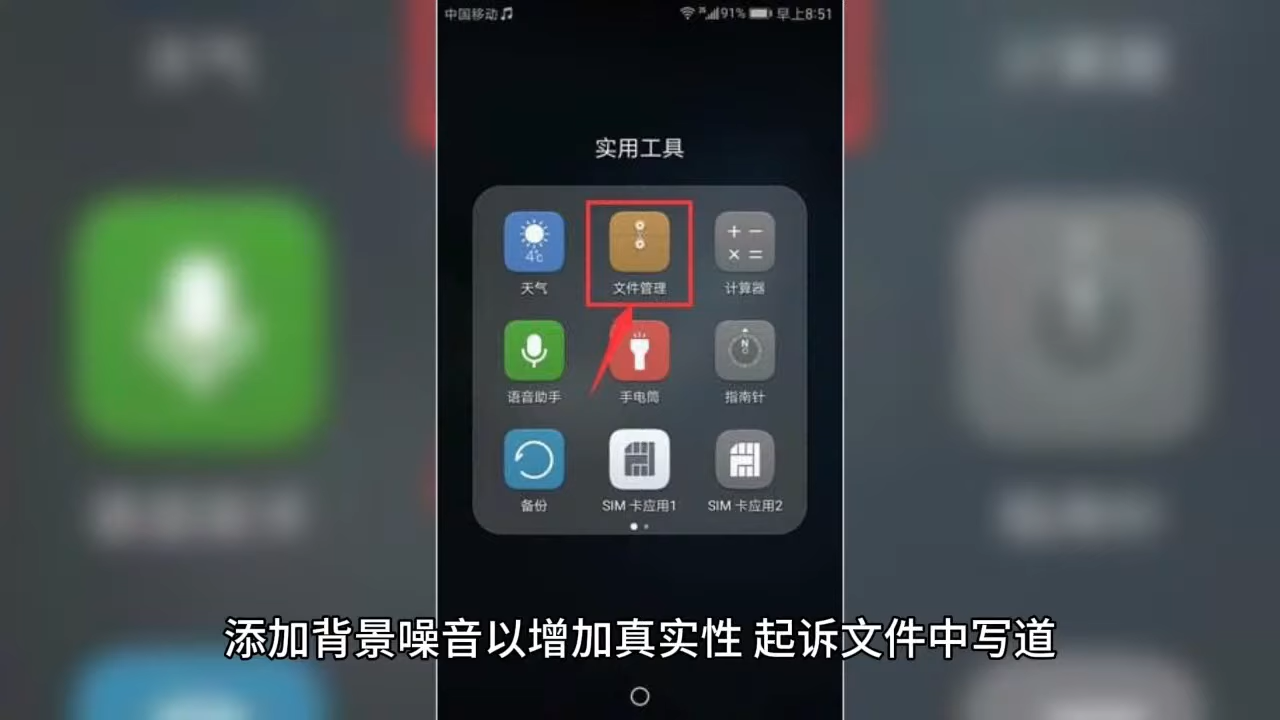 中国移动 91% 早上8:51
实用工具
4°c
天气 文件管理 计算器
N
语音助手 手电筒 指南针
备份 SIM 卡应用1 SIM 卡应用2
添加背景噪音以增加真实性 起诉文件中写道